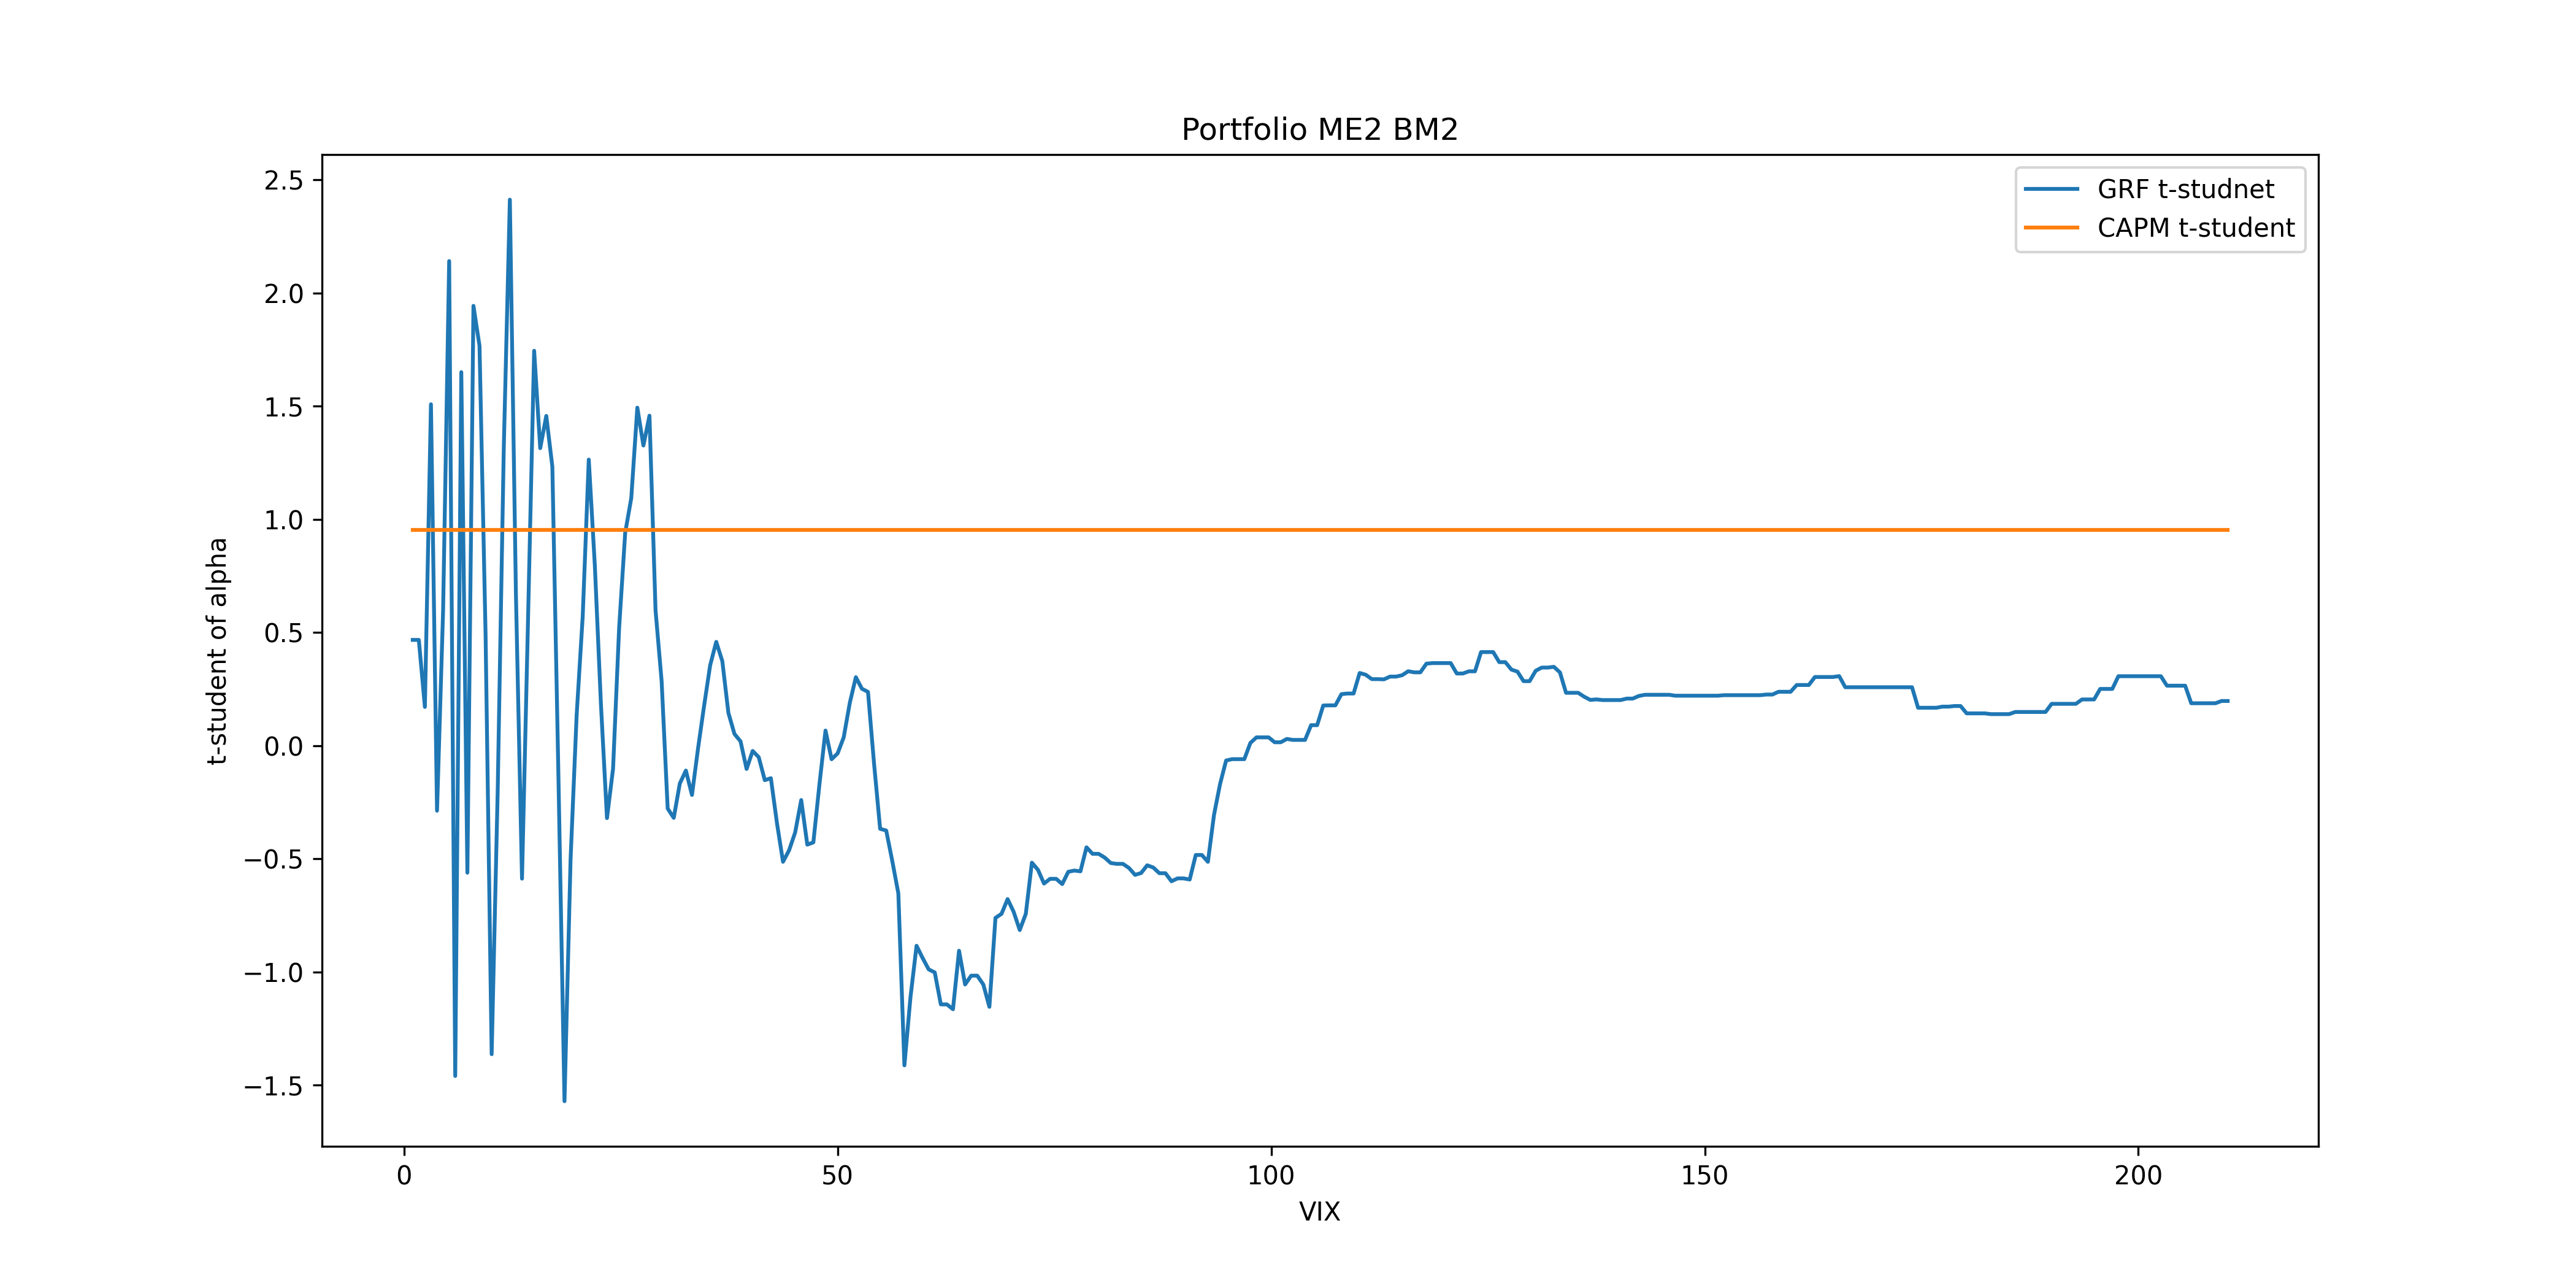 Portfolio ME2 BM2
GRF t-studnet
CAPM t-student
t-student of alpha
2.5
2.0
1.5
1.0
0.5
0.0
−0.5
−1.0
−1.5
0 50 100 150 200
VIX